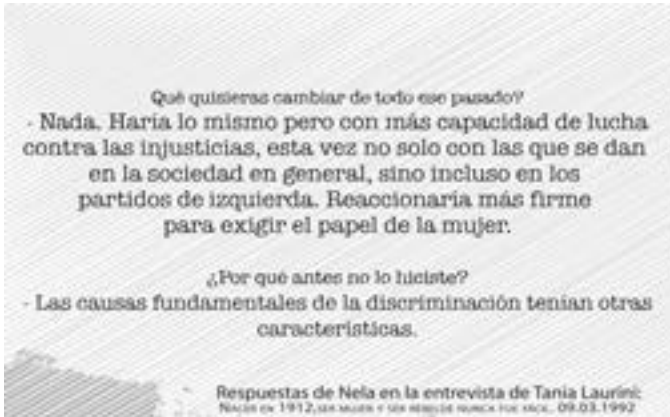 Qué quisieras cambiar de todo ese pasado?
- Nada. Haría lo mismo pero con más capacidad de lucha
contra las injusticias, esta vez no solo con las que se dan
en la sociedad en general, sino incluso en los
partidos de izquierda. Reaccionaría más firme
para exigir el papel de la mujer.
¿Por qué antes no lo hiciste?
- Las causas fundamentales de la discriminación tenían otras
características.
Respuestas de Nela en la entrevista de Tania Laurini:
Nacer en 1912, ser mujer y ser rebelde nunca fue fácil. 09.03.1992